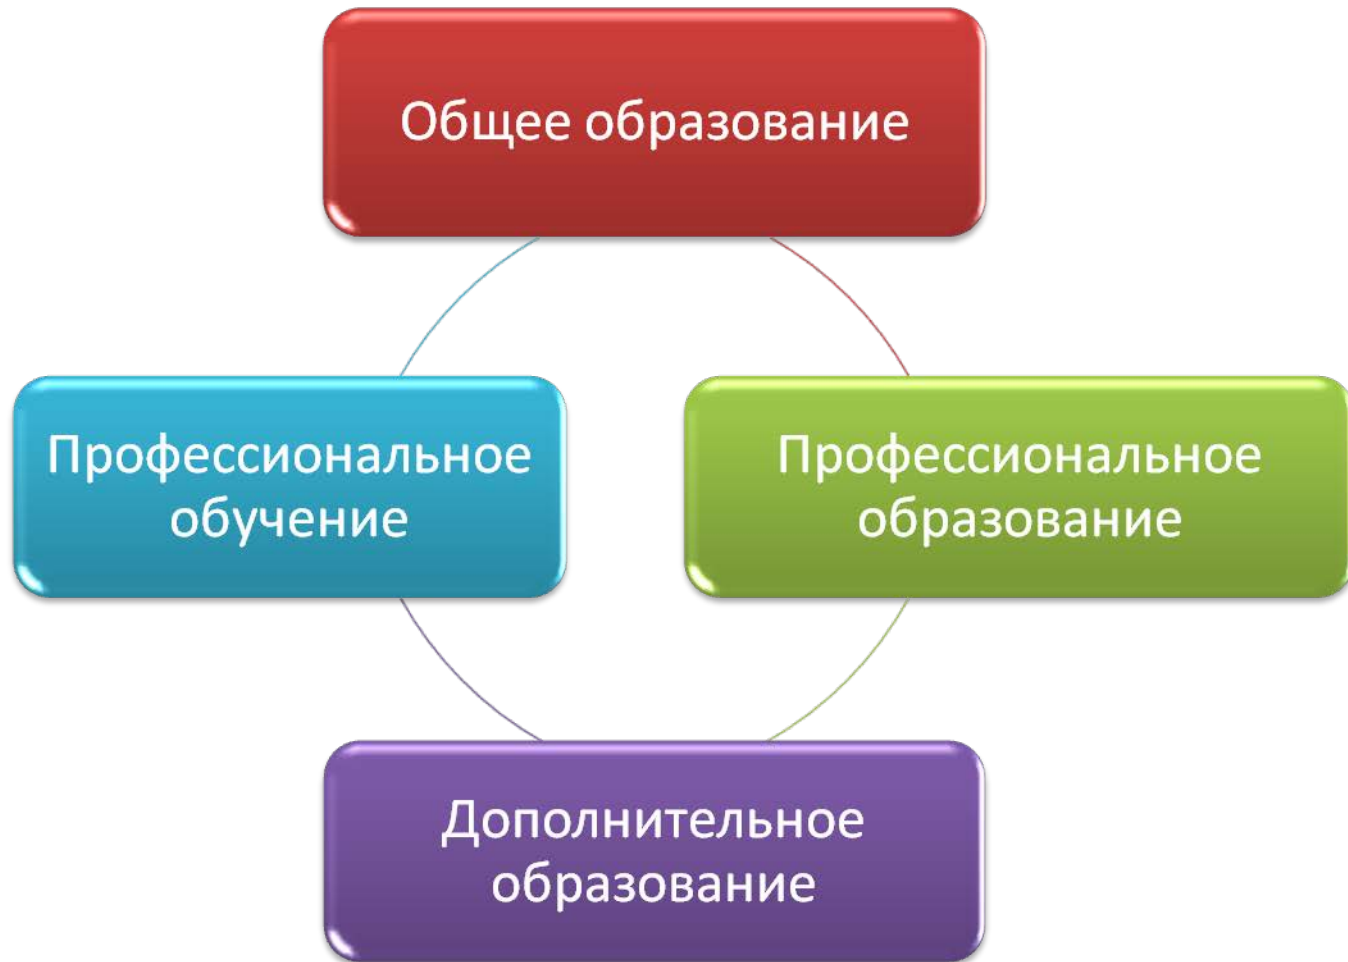 Общее образование
Профессиональное
обучение
Профессиональное
образование
Дополнительное
образование